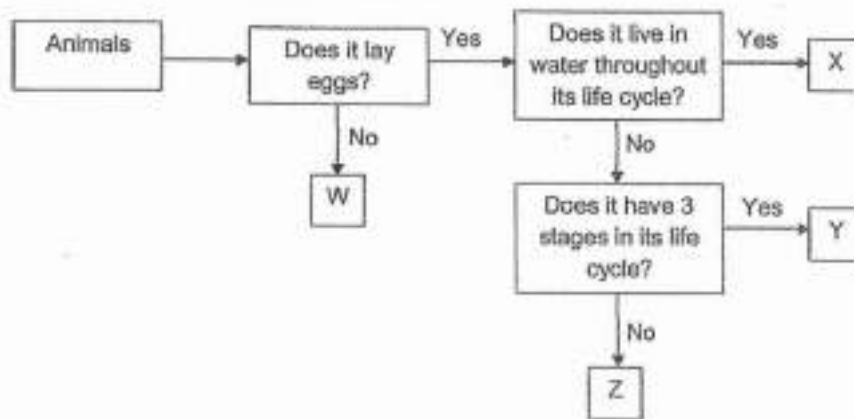 Animals
Does it lay
eggs?
Yes
Does it live in
water throughout
its life cycle?
Yes
X
No
W
No
Does it have 3
stages in its life
cycle?
Yes
Y
No
Z